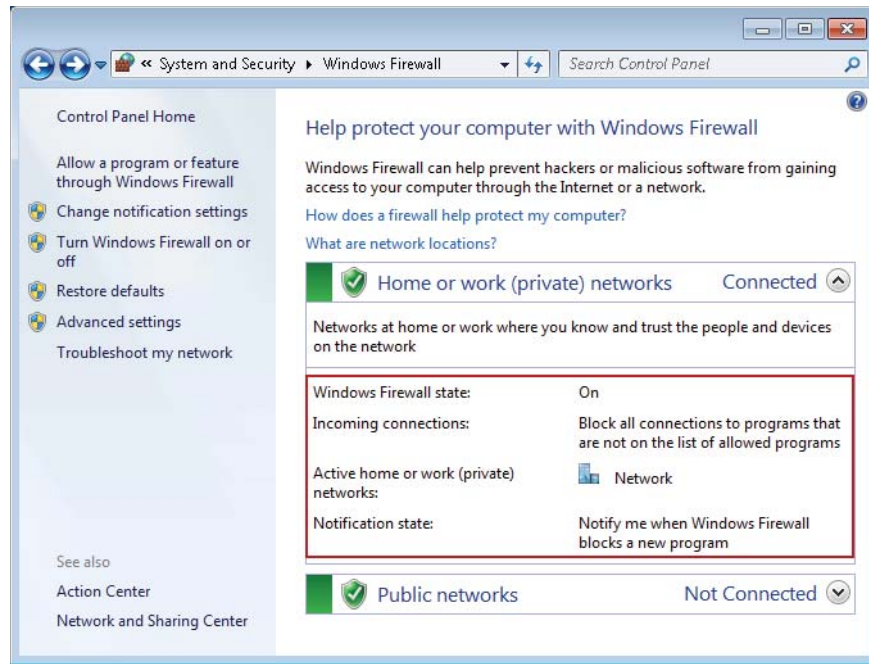 « System and Security ▸ Windows Firewall
Search Control Panel
Control Panel Home
Allow a program or feature
through Windows Firewall
Change notification settings
Turn Windows Firewall on or
off
Restore defaults
Advanced settings
Troubleshoot my network
See also
Action Center
Network and Sharing Center
Help protect your computer with Windows Firewall
Windows Firewall can help prevent hackers or malicious software from gaining
access to your computer through the Internet or a network.
How does a firewall help protect my computer?
What are network locations?
Home or work (private) networks Connected
Networks at home or work where you know and trust the people and devices
on the network
Windows Firewall state: On
Incoming connections: Block all connections to programs that
are not on the list of allowed programs
Active home or work (private) Network
networks:
Notification state: Notify me when Windows Firewall
blocks a new program
Public networks Not Connected